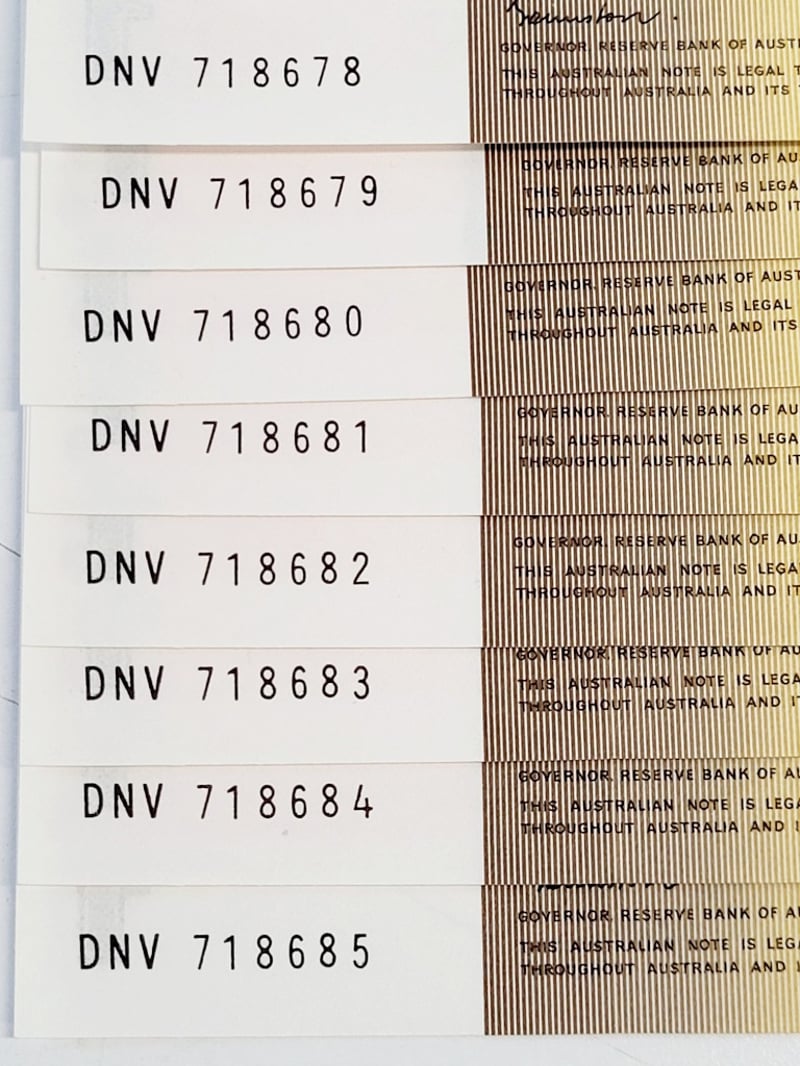 Johnston.
GOVERNOR, RESERVE BANK OF AUST
DNV 718678
THIS AUSTRALIAN NOTE IS LEGAL T
THROUGHOUT AUSTRALIA AND ITS
GOVERNOR, RESERVE BANK OF AU
DNV 718679
THIS AUSTRALIAN NOTE IS LEGA
THROUGHOUT AUSTRALIA AND IT
GOVERNOR, RESERVE BANK OF AUST
DNV 718680
THIS AUSTRALIAN NOTE IS LEGAL
THROUGHOUT AUSTRALIA AND ITS
GOVERNOR, RESERVE BANK OF AU
DNV 718681
THIS AUSTRALIAN NOTE IS LEGA
THROUGHOUT AUSTRALIA AND IT
GOVERNOR, RESERVE BANK OF AU
DNV 718682
THIS AUSTRALIAN NOTE IS LEGA
THROUGHOUT AUSTRALIA AND IT
GOVERNOR, RESERVE BANK OF AU
DNV 718683
THIS AUSTRALIAN NOTE IS LEGA
THROUGHOUT AUSTRALIA AND IT
GOVERNOR, RESERVE BANK OF AU
DNV 718684
THIS AUSTRALIAN NOTE IS LEGA
THROUGHOUT AUSTRALIA AND I
GOVERNOR, RESERVE BANK OF AU
DNV 718685
THIS AUSTRALIAN NOTE IS LEGA
THROUGHOUT AUSTRALIA AND I